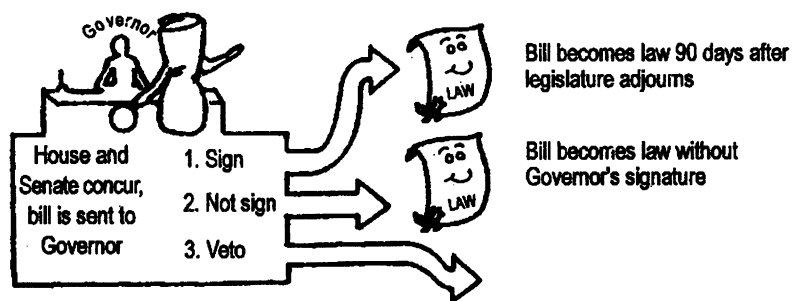 Governor
House and
Senate concur,
bill is sent to
Governor
1. Sign
2. Not sign
3. Veto
LAW
Bill becomes law 90 days after
legislature adjourns
LAW
Bill becomes law without
Governor's signature